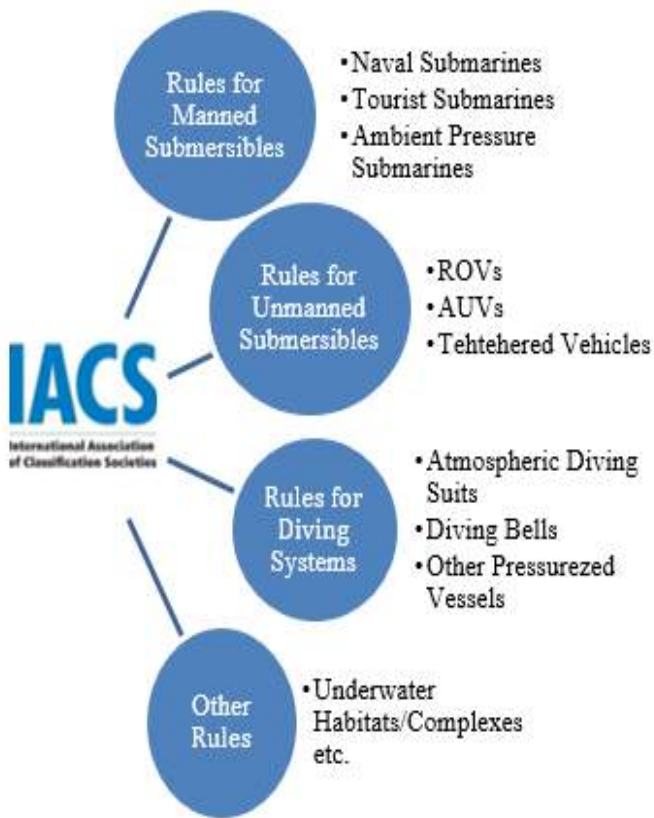 Rules for
Manned
Submersibles
•Naval Submarines
•Tourist Submarines
•Ambient Pressure
Submarines
Rules for
Unmanned
Submersibles
•ROVs
•AUVs
•Tehtehered Vehicles
IACS
International Association
of Classification Societies
Rules for
Diving
Systems
•Atmospheric Diving
Suits
•Diving Bells
•Other Pressurezed
Vessels
Other
Rules
•Underwater
Habitats/Complexes
etc.